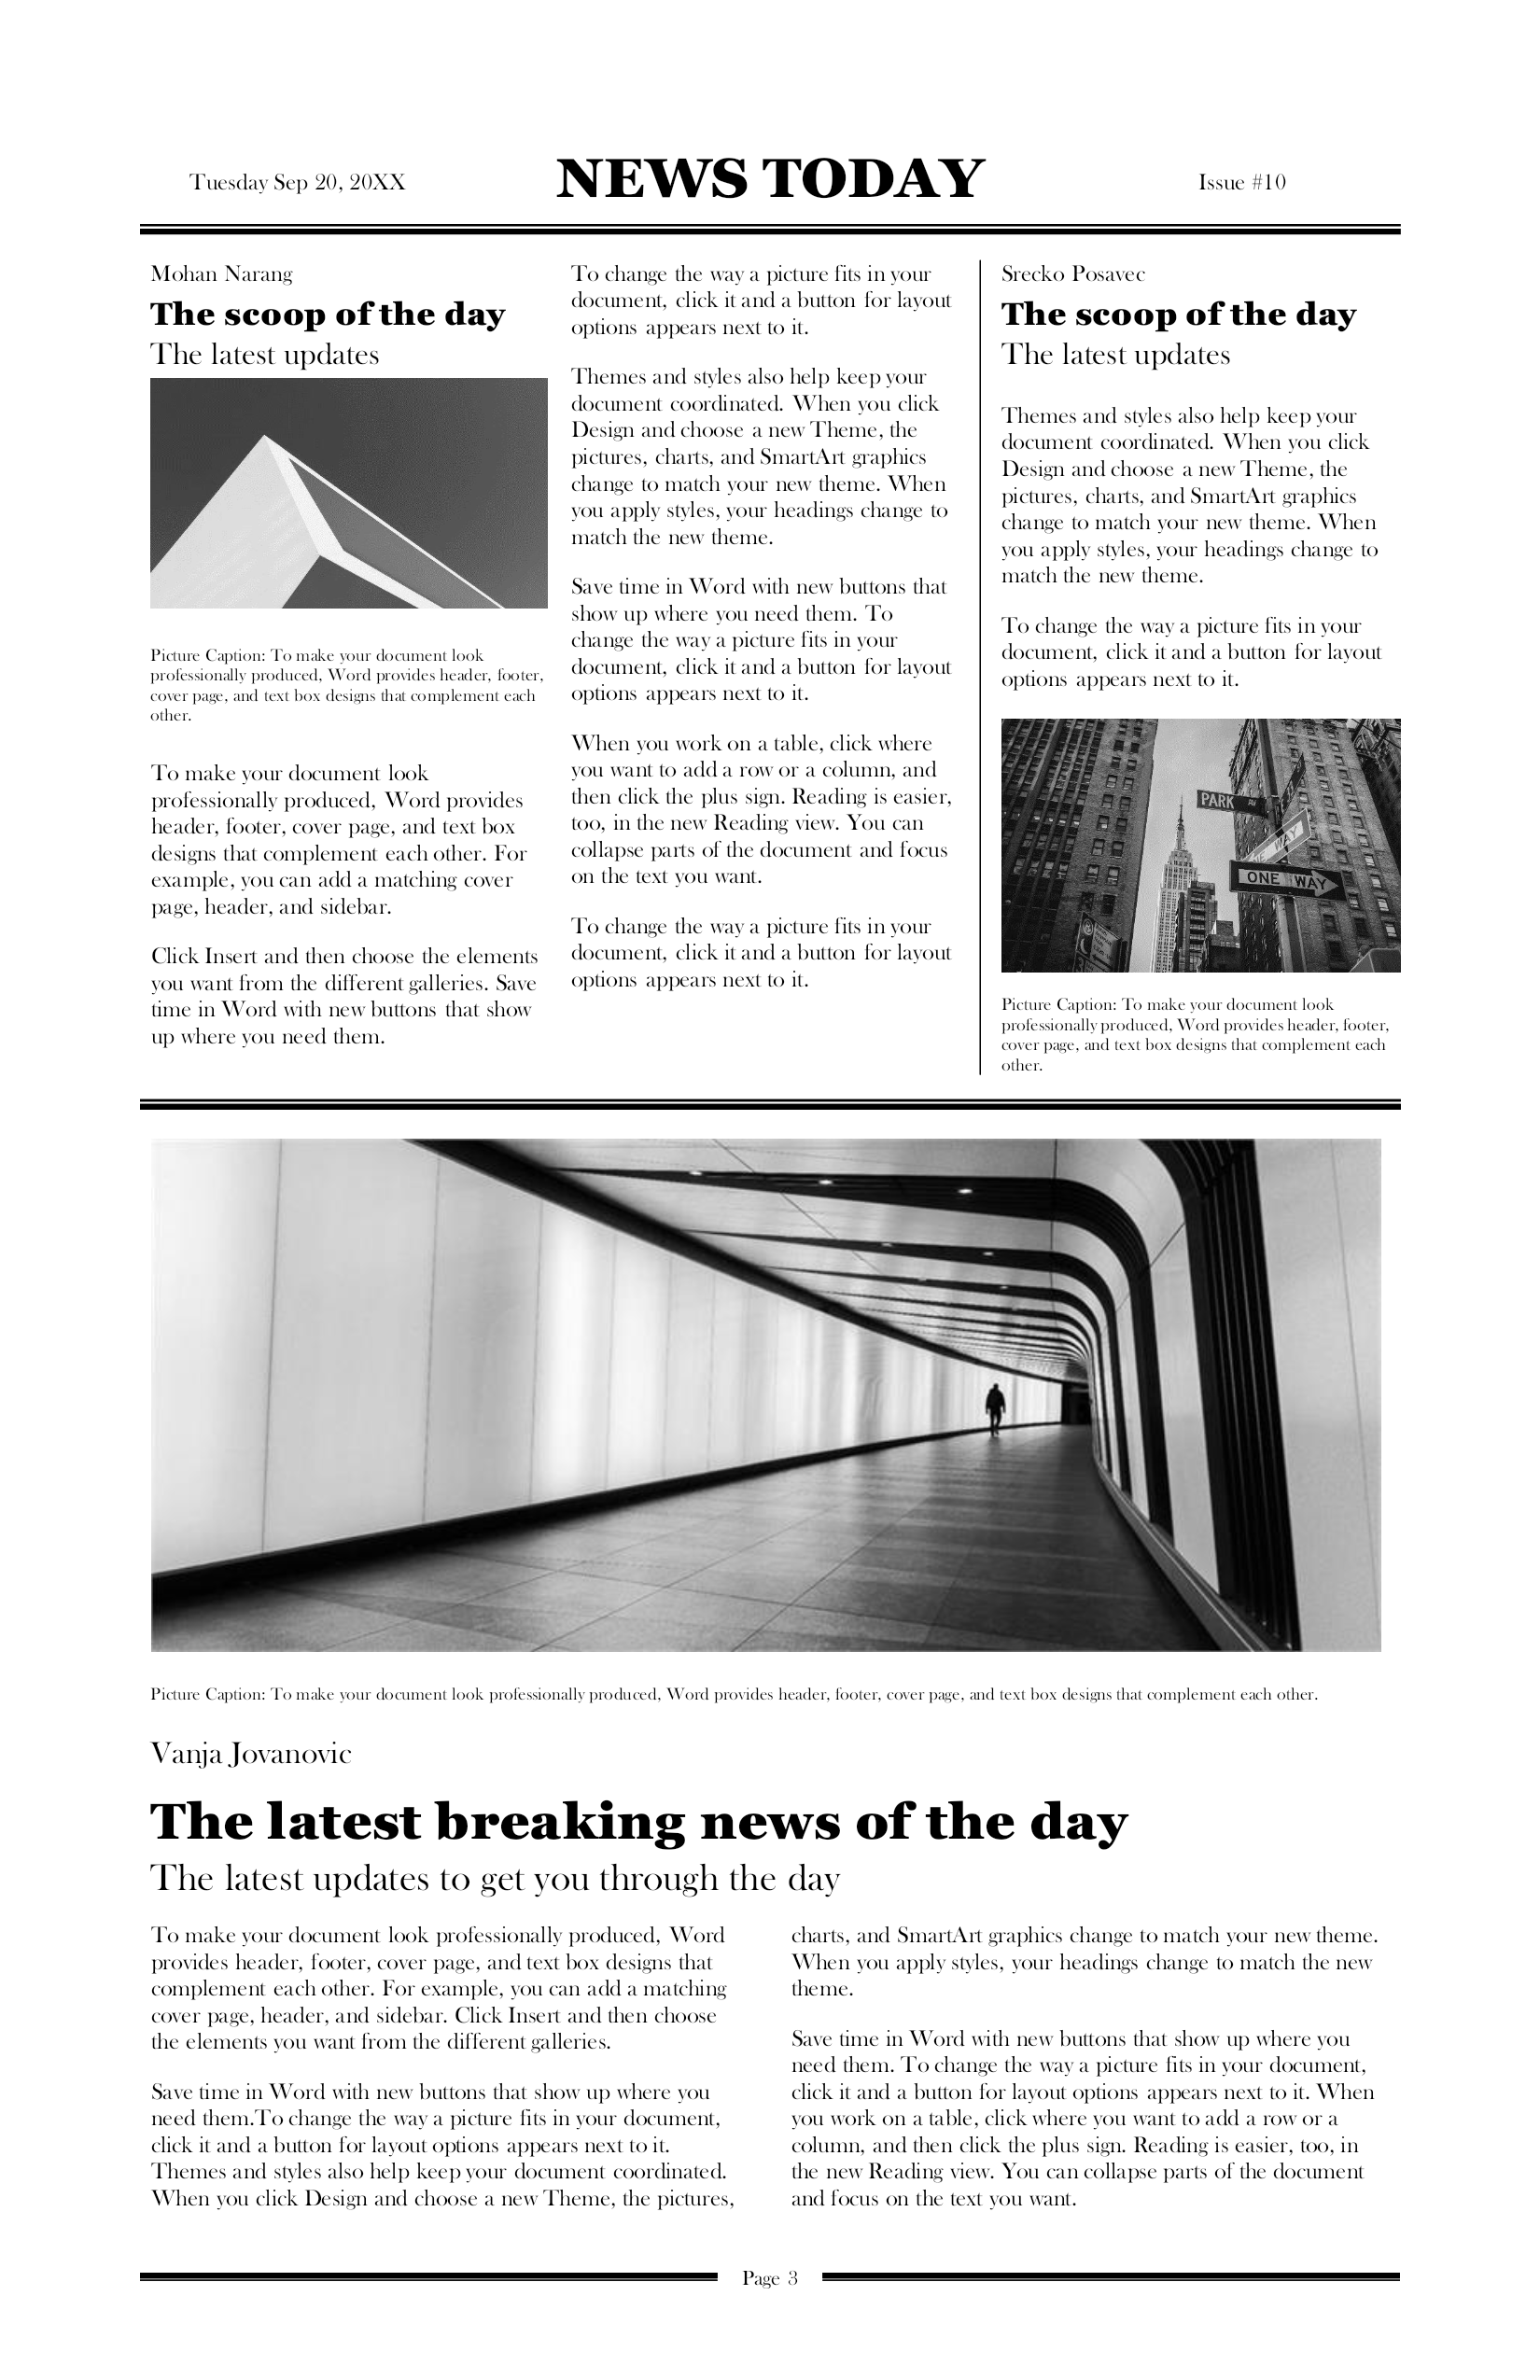 Tuesday Sep 20, 20XX
NEWS TODAY
Issue #10
Mohan Narang
The scoop of the day
The latest updates
Picture Caption: To make your document look
professionally produced, Word provides header, footer,
cover page, and text box designs that complement each
other.
To make your document look
professionally produced, Word provides
header, footer, cover page, and text box
designs that complement each other. For
example, you can add a matching cover
page, header, and sidebar.
Click Insert and then choose the elements
you want from the different galleries. Save
time in Word with new buttons that show
up where you need them.
To change the way a picture fits in your
document, click it and a button for layout
options appears next to it.
Themes and styles also help keep your
document coordinated. When you click
Design and choose a new Theme, the
pictures, charts, and SmartArt graphics
change to match your new theme. When
you apply styles, your headings change to
match the new theme.
Save time in Word with new buttons that
show up where you need them. To
change the way a picture fits in your
document, click it and a button for layout
options appears next to it.
When you work on a table, click where
you want to add a row or a column, and
then click the plus sign. Reading is easier,
too, in the new Reading view. You can
collapse parts of the document and focus
on the text you want.
To change the way a picture fits in your
document, click it and a button for layout
options appears next to it.
Srecko Posavec
The scoop of the day
The latest updates
Themes and styles also help keep your
document coordinated. When you click
Design and choose a new Theme, the
pictures, charts, and SmartArt graphics
change to match your new theme. When
you apply styles, your headings change to
match the new theme.
To change the way a picture fits in your
document, click it and a button for layout
options appears next to it.
PARK AV
WAY
ONE WAY
Picture Caption: To make your document look
professionally produced, Word provides header, footer,
cover page, and text box designs that complement each
other.
Picture Caption: To make your document look professionally produced, Word provides header, footer, cover page, and text box designs that complement each other.
Vanja Jovanovic
The latest breaking news of the day
The latest updates to get you through the day
To make your document look professionally produced, Word
provides header, footer, cover page, and text box designs that
complement each other. For example, you can add a matching
cover page, header, and sidebar. Click Insert and then choose
the elements you want from the different galleries.
Save time in Word with new buttons that show up where you
need them.To change the way a picture fits in your document,
click it and a button for layout options appears next to it.
Themes and styles also help keep your document coordinated.
When you click Design and choose a new Theme, the pictures,
charts, and SmartArt graphics change to match your new theme.
When you apply styles, your headings change to match the new
theme.
Save time in Word with new buttons that show up where you
need them. To change the way a picture fits in your document,
click it and a button for layout options appears next to it. When
you work on a table, click where you want to add a row or a
column, and then click the plus sign. Reading is easier, too, in
the new Reading view. You can collapse parts of the document
and focus on the text you want.
Page 3